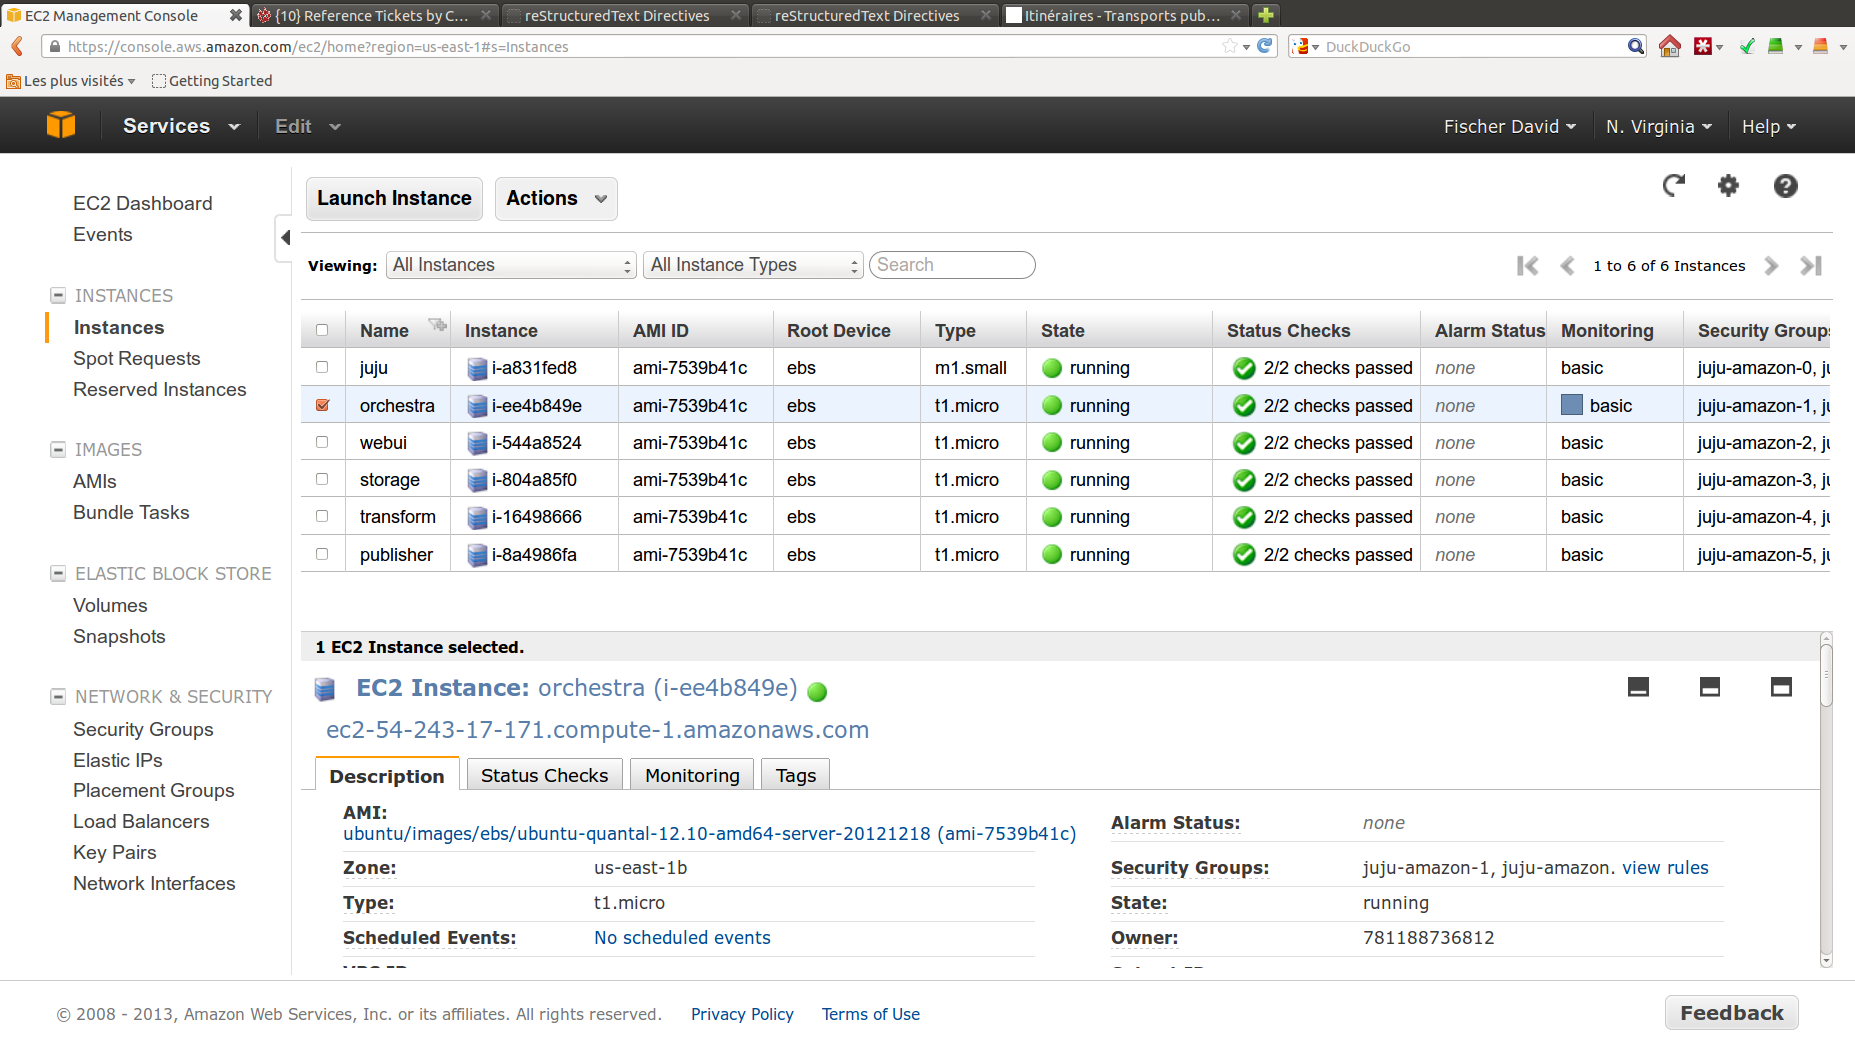 EC2 Management Console
{10} Reference Tickets by C...
reStructuredText Directives
reStructuredText Directives
Itinéraires - Transports pub...
https://console.aws.amazon.com/ec2/home?region=us-east-1#s=Instances
DuckDuckGo
Les plus visités
Getting Started
Services
Edit
Fischer David
N. Virginia
Help
EC2 Dashboard
Events
INSTANCES
Instances
Spot Requests
Reserved Instances
IMAGES
AMIs
Bundle Tasks
ELASTIC BLOCK STORE
Volumes
Snapshots
NETWORK & SECURITY
Security Groups
Elastic IPs
Placement Groups
Load Balancers
Key Pairs
Network Interfaces
Launch Instance
Actions
Viewing: All Instances All Instance Types Search
1 to 6 of 6 Instances
Name Instance AMI ID Root Device Type State Status Checks Alarm Status Monitoring Security Groups
juju i-a831fed8 ami-7539b41c ebs m1.small running 2/2 checks passed none basic juju-amazon-0, ju
orchestra i-ee4b849e ami-7539b41c ebs t1.micro running 2/2 checks passed none basic juju-amazon-1, ju
webui i-544a8524 ami-7539b41c ebs t1.micro running 2/2 checks passed none basic juju-amazon-2, ju
storage i-804a85f0 ami-7539b41c ebs t1.micro running 2/2 checks passed none basic juju-amazon-3, ju
transform i-16498666 ami-7539b41c ebs t1.micro running 2/2 checks passed none basic juju-amazon-4, ju
publisher i-8a4986fa ami-7539b41c ebs t1.micro running 2/2 checks passed none basic juju-amazon-5, ju
1 EC2 Instance selected.
EC2 Instance: orchestra (i-ee4b849e)
ec2-54-243-17-171.compute-1.amazonaws.com
Description
Status Checks
Monitoring
Tags
AMI:
ubuntu/images/ebs/ubuntu-quantal-12.10-amd64-server-20121218 (ami-7539b41c)
Alarm Status: none
Zone: us-east-1b
Security Groups: juju-amazon-1, juju-amazon. view rules
Type: t1.micro
State: running
Scheduled Events: No scheduled events
Owner: 781188736812
© 2008 - 2013, Amazon Web Services, Inc. or its affiliates. All rights reserved.
Privacy Policy
Terms of Use
Feedback